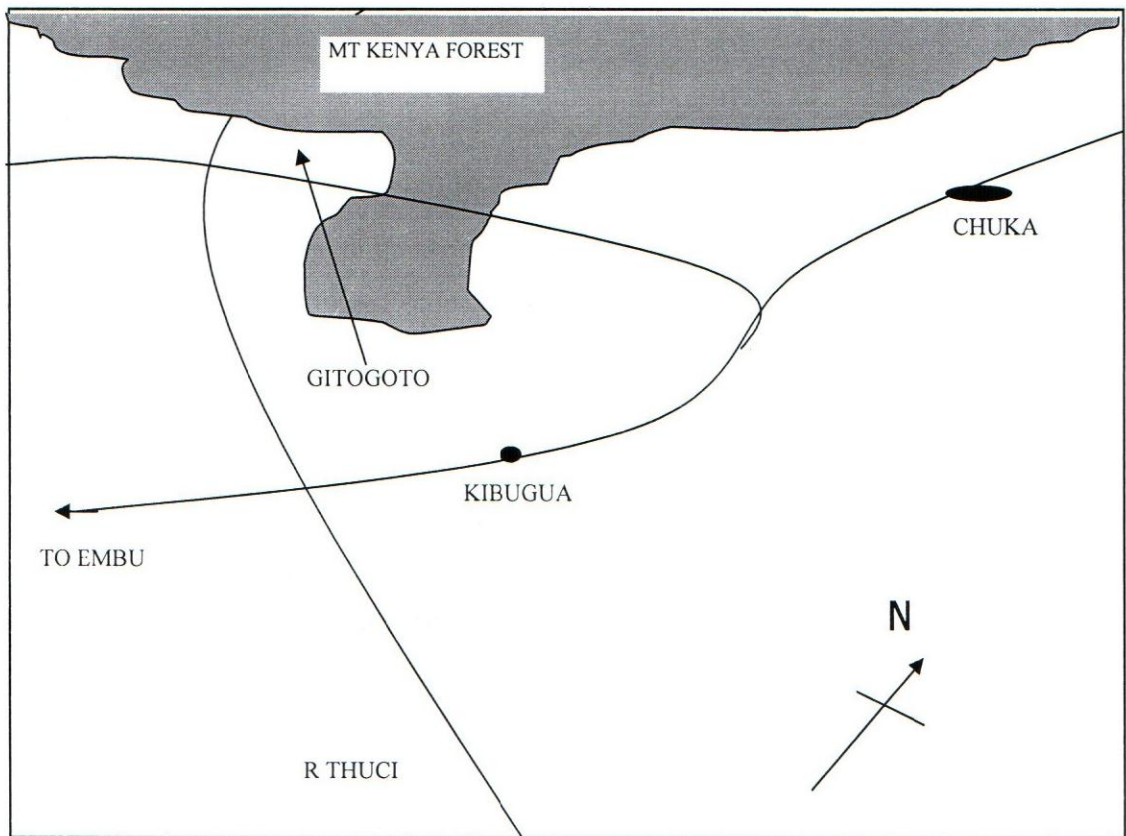 MT KENYA FOREST
CHUKA
GITOGOTO
KIBUGUA
TO EMBU
N
R THUCI